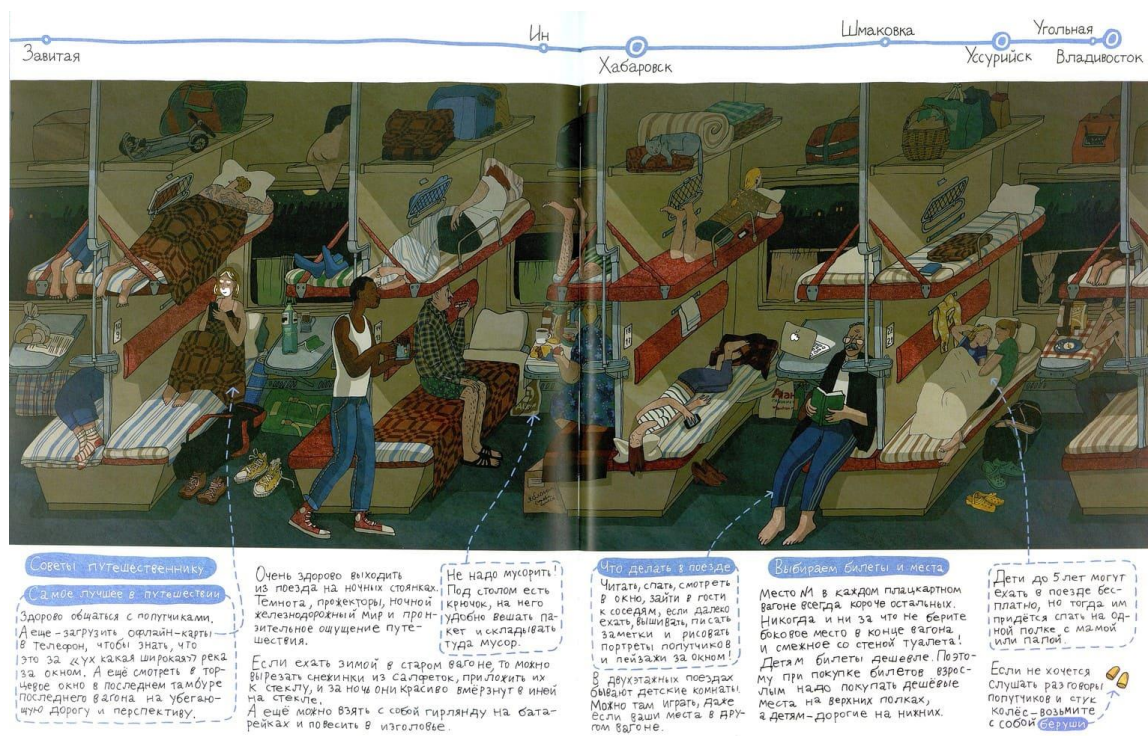 Завитая
Ин
Хабаровск
Шмаковка
Уссурийск
Угольная
Владивосток
Советы путешественнику
Самое лучшее в путешествии
Здорово общаться с попутчиками.
А еще – загрузить офлайн-карты
в телефон, чтобы знать, что
это за «ух какая широкая» река
за окном. А ещё смотреть в тор-
цевое окно в последнем тамбуре
последнего вагона на убегаю-
щую дорогу и перспективу.
Очень здорово выходить
из поезда на ночных стоянках.
Темнота, прожекторы, ночной
железнодорожный мир и прон-
зительное ощущение путе-
шествия.
Если ехать зимой в старом вагоне, то можно
вырезать снежинки из салфеток, приложить их
к стеклу, и за ночь они красиво вмёрзнут в иней
на стекле.
А ещё можно взять с собой гирлянду на бата-
рейках и повесить в изголовье.
Не надо мусорить!
Под столом есть
крючок, на него
удобно вешать па-
кет и складывать
туда мусор.
Что делать в поезде
Читать, спать, смотреть
в окно, зайти в гости
к соседям, если далеко
ехать, вышивать, писать
заметки и рисовать
портреты попутчиков
и пейзажи за окном!
В двухэтажных поездах
бывают детские комнаты.
Можно там играть, даже
если ваши места в дру-
гом вагоне.
Выбираем билеты и места
Место №1 в каждом плацкартном
вагоне всегда короче остальных.
Никогда и ни за что не берите
боковое место в конце вагона
и смежное со стеной туалета!
Детям билеты дешевле. Поэто-
му при покупке билетов взрос-
лым надо покупать дешёвые
места на верхних полках,
а детям – дорогие на нижних.
Дети до 5 лет могут
ехать в поезде бес-
платно, но тогда им
придётся спать на од-
ной полке с мамой
или папой.
Если не хочется
слушать разговоры
попутчиков и стук
колёс – возьмите
с собой беруши